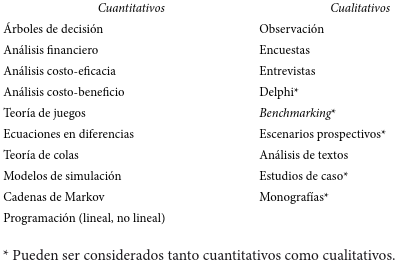 Cuantitativos Cualitativos
Árboles de decisión Observación
Análisis financiero Encuestas
Análisis costo-eficacia Entrevistas
Análisis costo-beneficio Delphi*
Teoría de juegos Benchmarking*
Ecuaciones en diferencias Escenarios prospectivos*
Teoría de colas Análisis de textos
Modelos de simulación Estudios de caso*
Cadenas de Markov Monografías*
Programación (lineal, no lineal)
* Pueden ser considerados tanto cuantitativos como cualitativos.